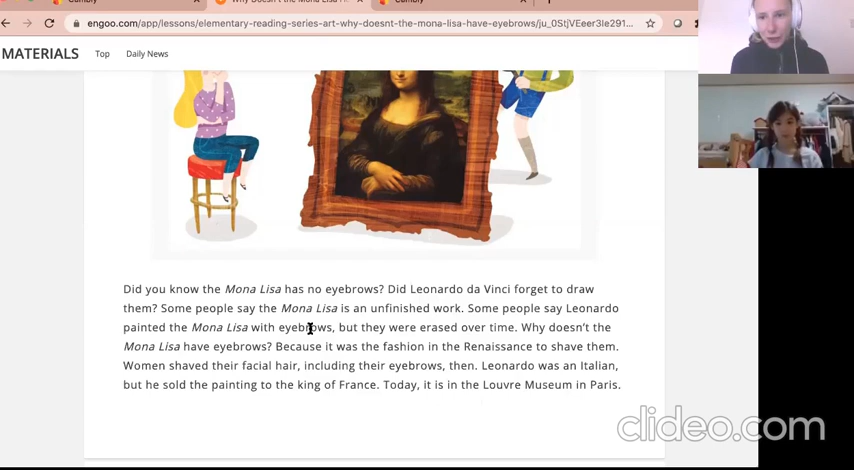 Why Doesn't the Mona Lisa H
engoo.com/app/lessons/elementary-reading-series-art-why-doesnt-the-mona-lisa-have-eyebrows/ju_0StjVEeer3Ie291...
MATERIALS Top Daily News
Did you know the Mona Lisa has no eyebrows? Did Leonardo da Vinci forget to draw
them? Some people say the Mona Lisa is an unfinished work. Some people say Leonardo
painted the Mona Lisa with eyebrows, but they were erased over time. Why doesn't the
Mona Lisa have eyebrows? Because it was the fashion in the Renaissance to shave them.
Women shaved their facial hair, including their eyebrows, then. Leonardo was an Italian,
but he sold the painting to the king of France. Today, it is in the Louvre Museum in Paris.
clideo.com